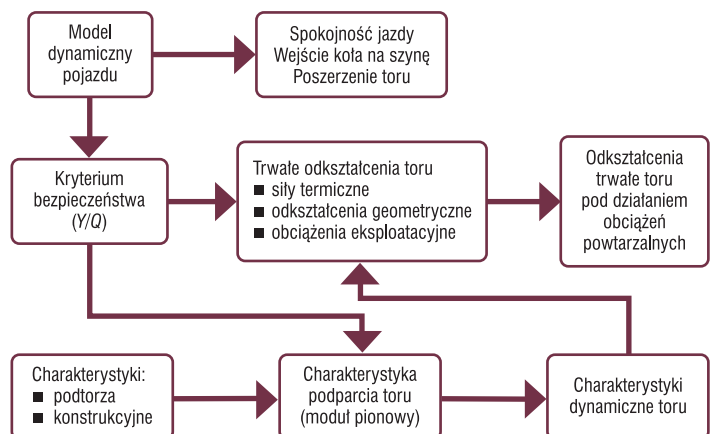 Model
dynamiczny
pojazdu
Spokojność jazdy
Wejście koła na szynę
Poszerzenie toru
Kryterium
bezpieczeństwa
(Y/Q)
Trwałe odkształcenia toru
■ siły termiczne
■ odkształcenia geometryczne
■ obciążenia eksploatacyjne
Odkształcenia
trwałe toru
pod działaniem
obciążeń
powtarzalnych
Charakterystyki:
■ podtorza
■ konstrukcyjne
Charakterystyka
podparcia toru
(moduł pionowy)
Charakterystyki
dynamiczne toru